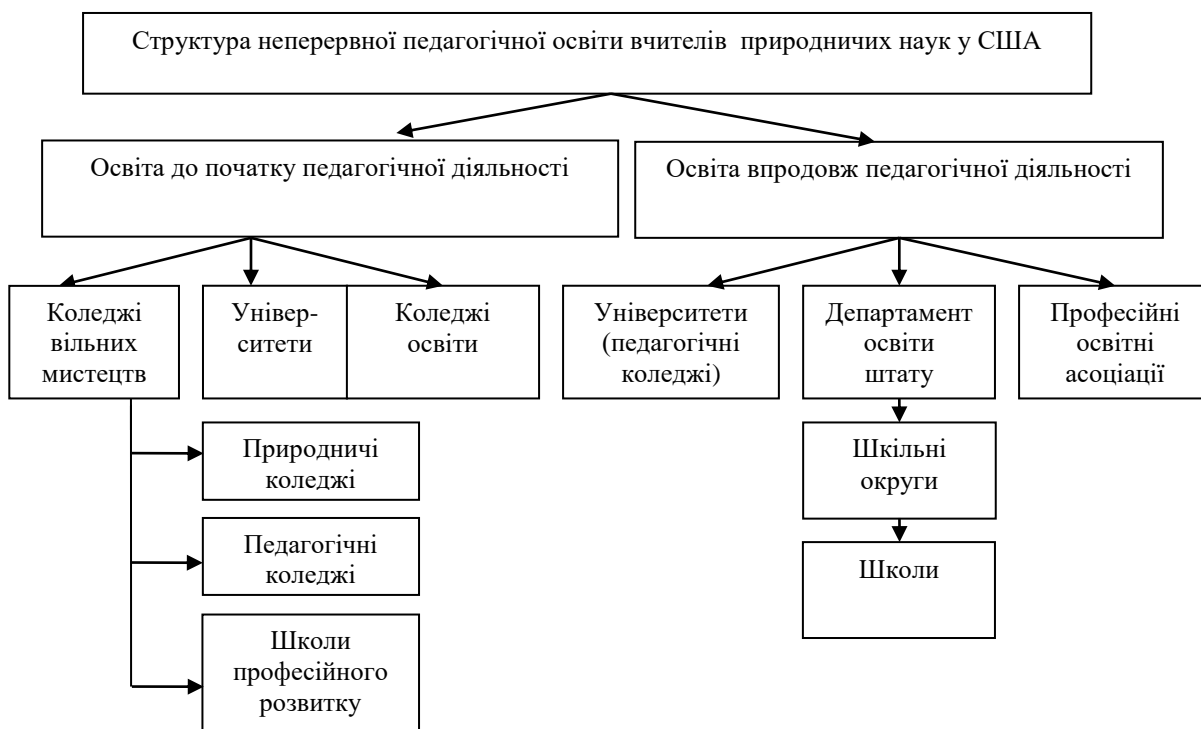 Структура неперервної педагогічної освіти вчителів природничих наук у США
Освіта до початку педагогічної діяльності
Освіта впродовж педагогічної діяльності
Коледжі
вільних
мистецтв
Універ-
ситети
Коледжі
освіти
Університети
(педагогічні
коледжі)
Департамент
освіти
штату
Професійні
освітні
асоціації
Природничі
коледжі
Педагогічні
коледжі
Школи
професійного
розвитку
Шкільні
округи
Школи